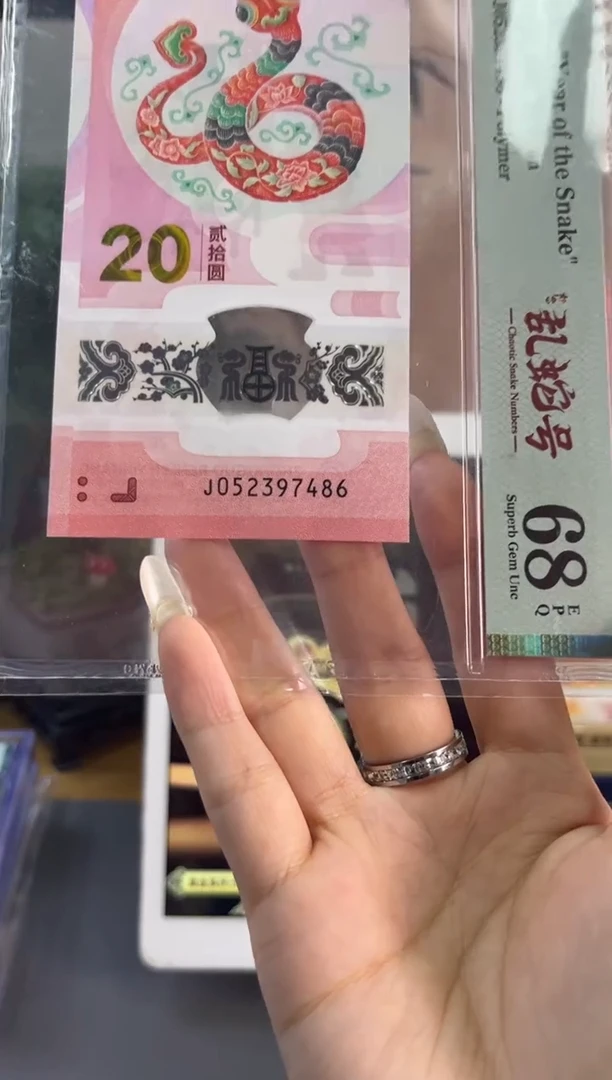 20
贰拾圆
福
J052397486
"Year of the Snake"
乱蛇号
Chaotic Snake Numbers
68
EPQ
Superb Gem Unc